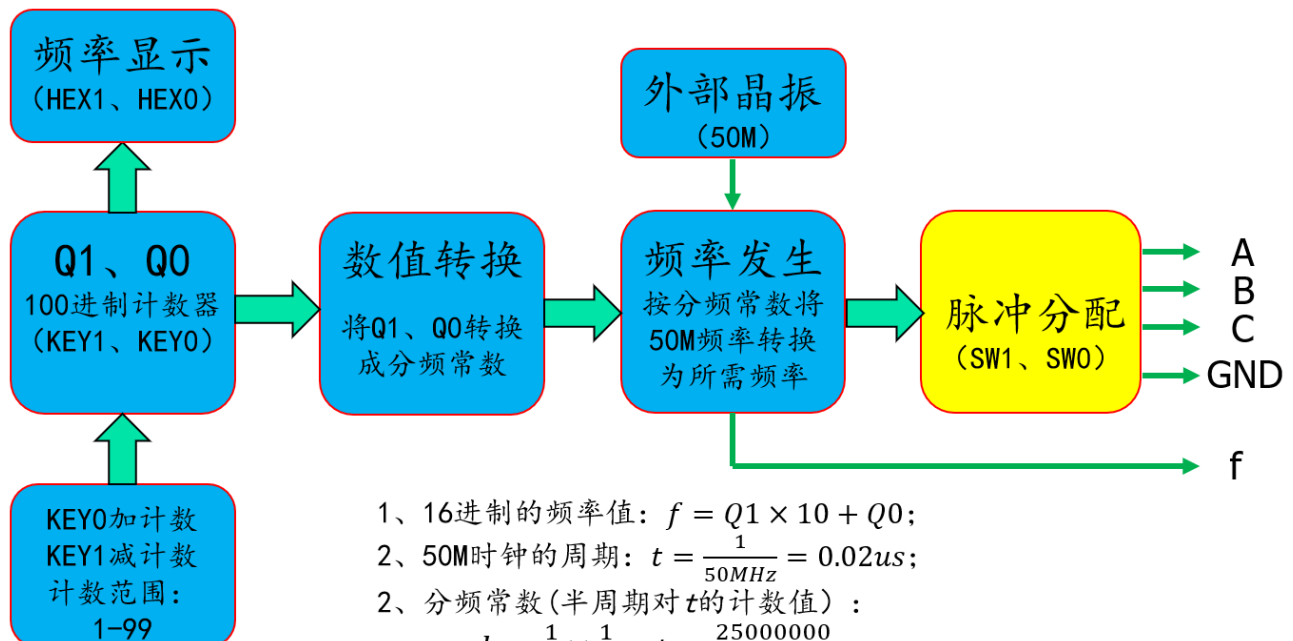 频率显示
(HEX1、HEX0)
外部晶振
(50M)
Q1、Q0
100进制计数器
(KEY1、KEY0)
数值转换
将Q1、Q0转换
成分频常数
频率发生
按分频常数将
50M频率转换
为所需频率
脉冲分配
(SW1、SW0)
A
B
C
GND
f
KEY0加计数
KEY1减计数
计数范围:
1-99
1、16进制的频率值: f = Q1 × 10 + Q0;
2、50M时钟的周期: t = 1/50MHz = 0.02us;
2、分频常数(半周期对t的计数值):
1 1 25000000